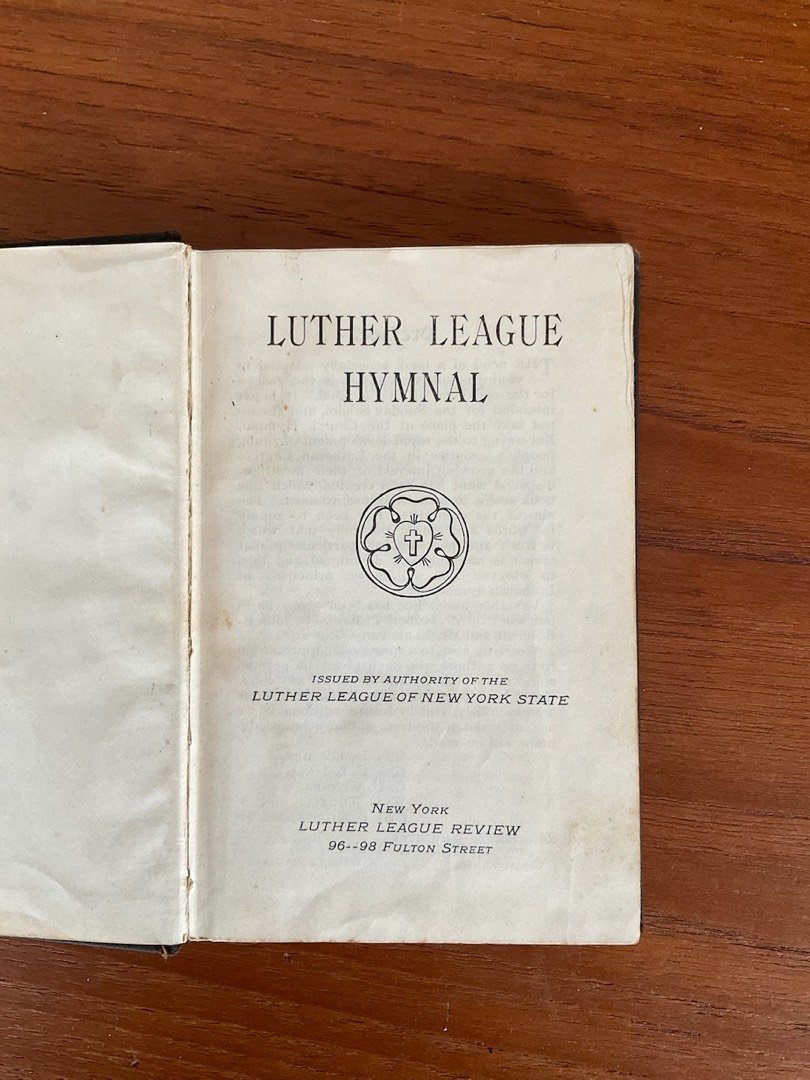 LUTHER LEAGUE
HYMNAL
ISSUED BY AUTHORITY OF THE
LUTHER LEAGUE OF NEW YORK STATE
NEW YORK
LUTHER LEAGUE REVIEW
96--98 FULTON STREET